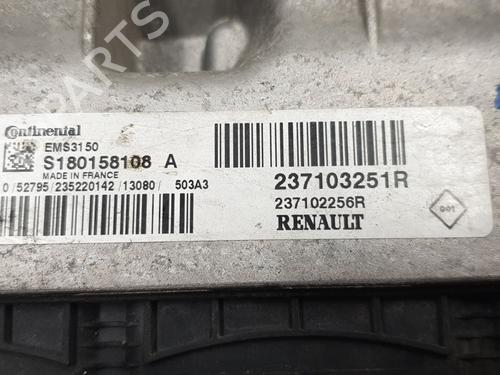 Continental
EMS3150
S180158108 A
MADE IN FRANCE
0/52795/235220142/13080/ 503A3
237103251R
237102256R
RENAULT
PARTS